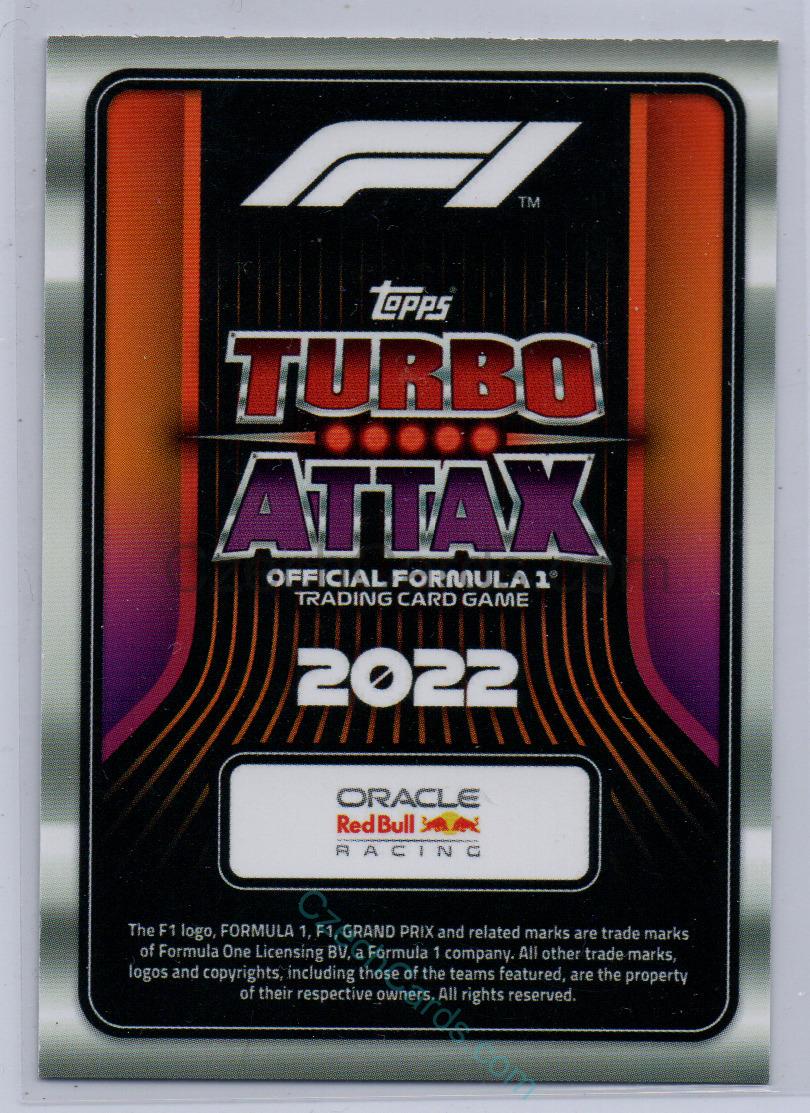 F1
TM
Topps®
TURBO
ATTAX
OFFICIAL FORMULA 1®
TRADING CARD GAME
2022
ORACLE
Red Bull
RACING
The F1 logo, FORMULA 1, F1, GRAND PRIX and related marks are trade marks
of Formula One Licensing BV, a Formula 1 company. All other trade marks,
logos and copyrights, including those of the teams featured, are the property
of their respective owners. All rights reserved.
CzechCards.com